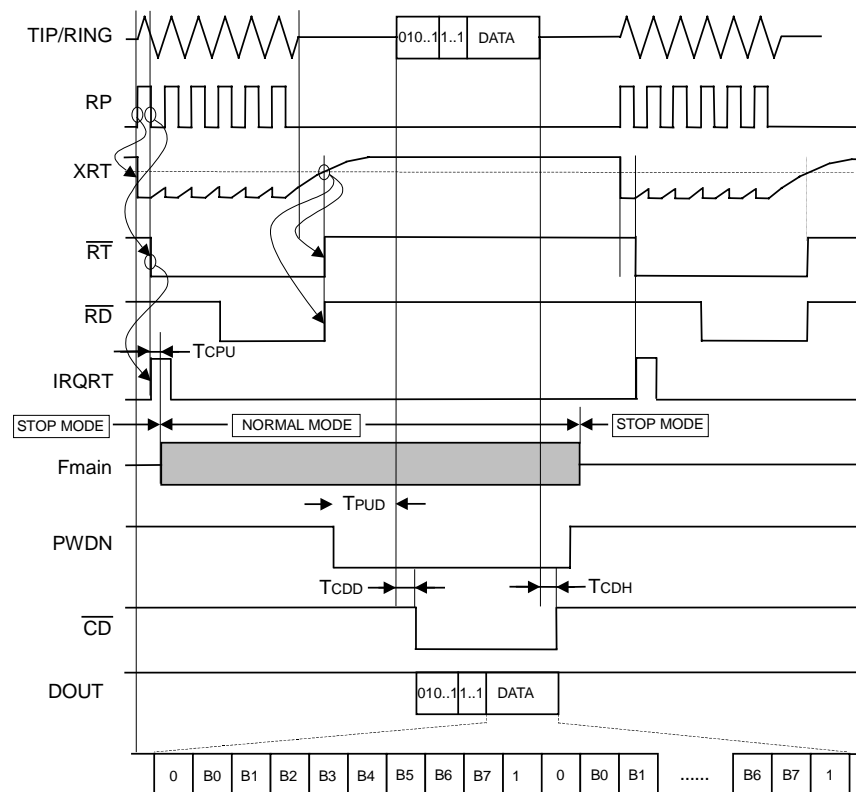 TIP/RING 010..1 1..1 DATA
RP
XRT
RT
RD
TCPU
IRQRT
STOP MODE NORMAL MODE STOP MODE
Fmain
TPUD
PWDN
TCDD TCDH
CD
DOUT 010..1 1..1 DATA
0 B0 B1 B2 B3 B4 B5 B6 B7 1 0 B0 B1 ...... B6 B7 1